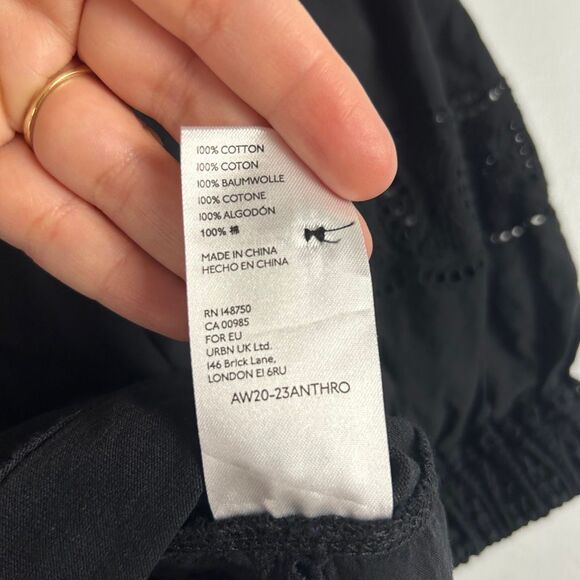 100% COTTON
100% COTON
100% BAUMWOLLE
100% COTONE
100% ALGODÓN
100% 棉
MADE IN CHINA
HECHO EN CHINA
RN 148750
CA 00985
FOR EU
URBN UK Ltd.
146 Brick Lane,
LONDON E1 6RU
AW20-23ANTHRO